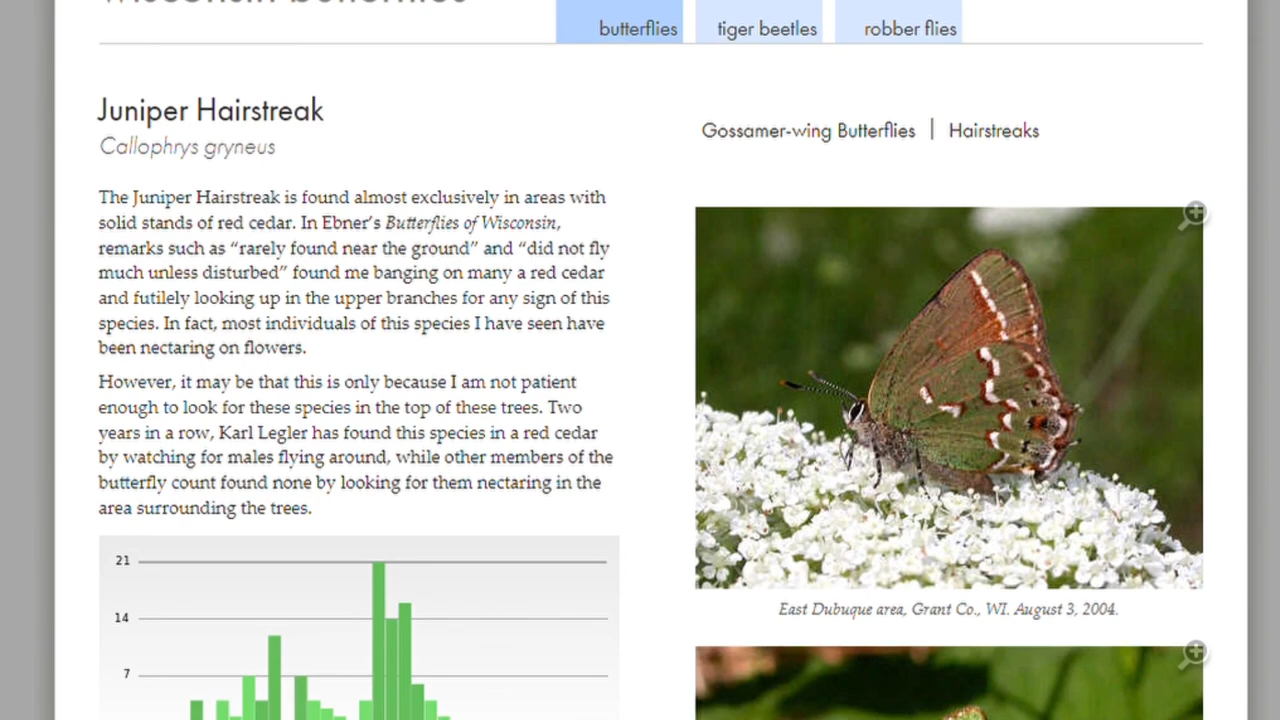 wisconsin butterflies
butterflies
tiger beetles
robber flies
Juniper Hairstreak
Callophrys gryneus
Gossamer-wing Butterflies | Hairstreaks
The Juniper Hairstreak is found almost exclusively in areas with
solid stands of red cedar. In Ebner's Butterflies of Wisconsin,
remarks such as “rarely found near the ground” and “did not fly
much unless disturbed” found me banging on many a red cedar
and futilely looking up in the upper branches for any sign of this
species. In fact, most individuals of this species I have seen have
been nectaring on flowers.
However, it may be that this is only because I am not patient
enough to look for these species in the top of these trees. Two
years in a row, Karl Legler has found this species in a red cedar
by watching for males flying around, while other members of the
butterfly count found none by looking for them nectaring in the
area surrounding the trees.
21
14
7
East Dubuque area, Grant Co., WI. August 3, 2004.